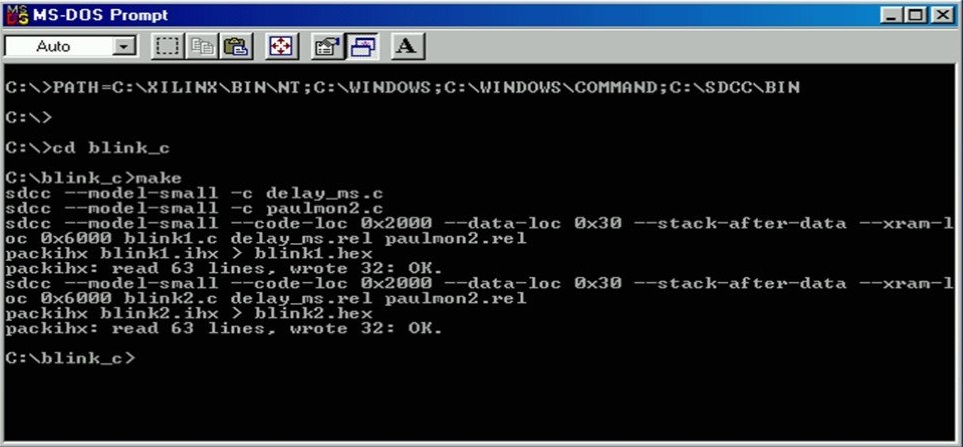 MS-DOS Prompt
Auto
A
C:\>PATH=C:\XILINX\BIN\NT;C:\WINDOWS;C:\WINDOWS\COMMAND;C:\SDCC\BIN
C:\>
C:\>cd blink_c
C:\blink_c>make
sdcc --model-small -c delay_ms.c
sdcc --model-small -c paulmon2.c
sdcc --model-small --code-loc 0x2000 --data-loc 0x30 --stack-after-data --xram-l
oc 0x6000 blink1.c delay_ms.rel paulmon2.rel
packihx blink1.ihx > blink1.hex
packihx: read 63 lines, wrote 32: OK.
sdcc --model-small --code-loc 0x2000 --data-loc 0x30 --stack-after-data --xram-l
oc 0x6000 blink2.c delay_ms.rel paulmon2.rel
packihx blink2.ihx > blink2.hex
packihx: read 63 lines, wrote 32: OK.
C:\blink_c>